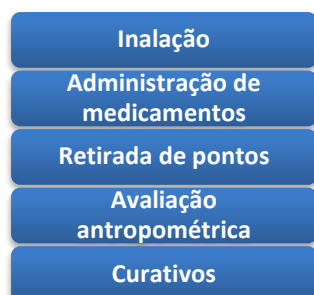 Inalação
Administração de
medicamentos
Retirada de pontos
Avaliação
antropométrica
Curativos